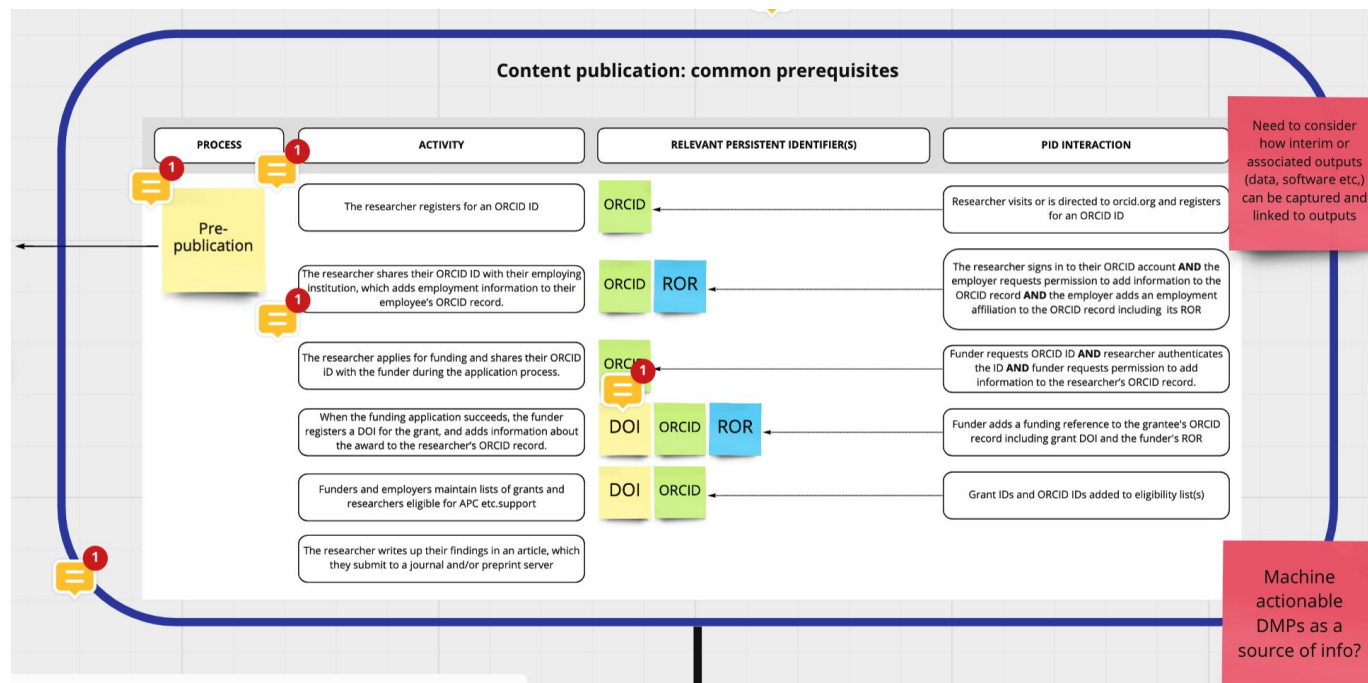 Content publication: common prerequisites
PROCESS
ACTIVITY
RELEVANT PERSISTENT IDENTIFIER(S)
PID INTERACTION
Need to consider
how interim or
associated outputs
(data, software etc,)
can be captured and
linked to outputs
1
1
Pre-
publication
The researcher registers for an ORCID ID
ORCID
Researcher visits or is directed to orcid.org and registers
for an ORCID ID
1
The researcher shares their ORCID ID with their employing
institution, which adds employment information to their
employee's ORCID record.
ORCID
ROR
The researcher signs in to their ORCID account AND the
employer requests permission to add information to the
ORCID record AND the employer adds an employment
affiliation to the ORCID record including its ROR
The researcher applies for funding and shares their ORCID
iD with the funder during the application process.
ORCID
1
Funder requests ORCID ID AND researcher authenticates
the ID AND funder requests permission to add
information to the researcher's ORCID record.
When the funding application succeeds, the funder
registers a DOI for the grant, and adds information about
the award to the researcher's ORCID record.
DOI
ORCID
ROR
Funder adds a funding reference to the grantee's ORCID
record including grant DOI and the funder's ROR
Funders and employers maintain lists of grants and
researchers eligible for APC etc.support
DOI
ORCID
Grant IDs and ORCID IDs added to eligibility list(s)
The researcher writes up their findings in an article, which
they submit to a journal and/or preprint server
1
Machine
actionable
DMPs as a
source of info?